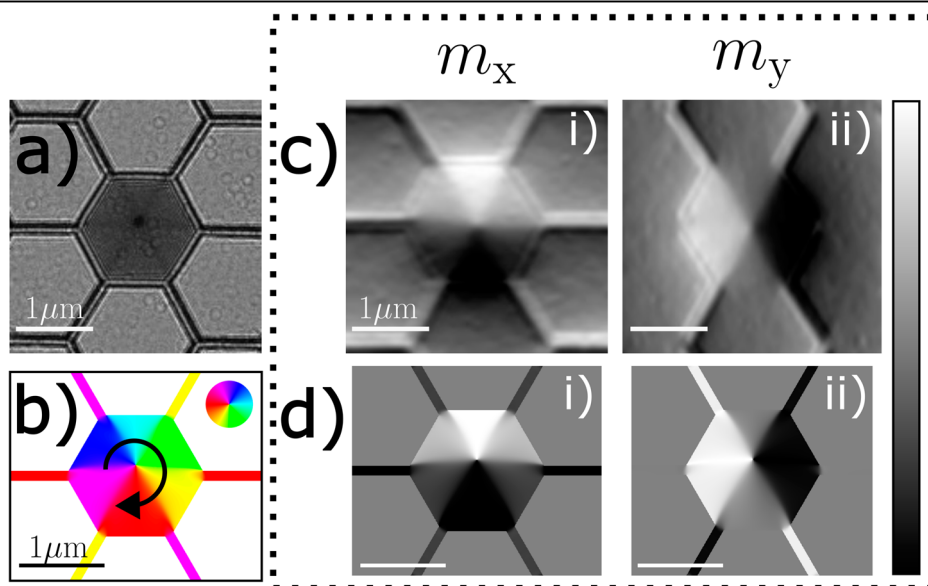 m_x m_y
a) c) i) ii)
1μm 1μm
b) d) i) ii)
1μm